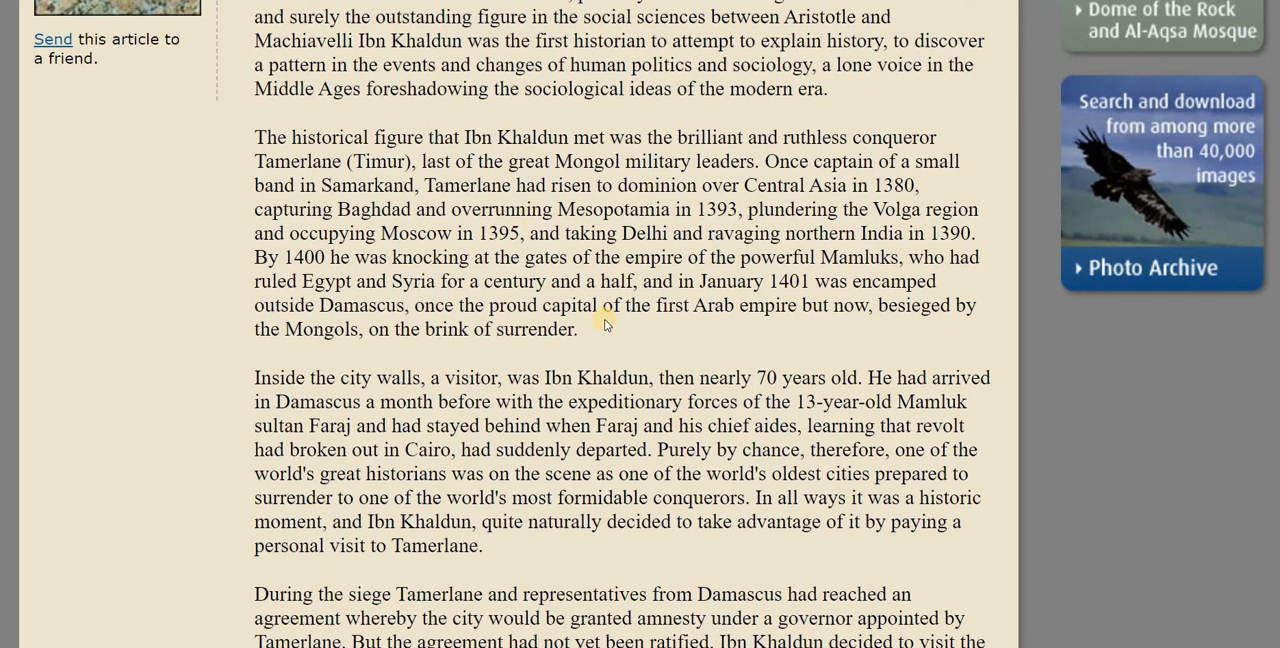 and surely the outstanding figure in the social sciences between Aristotle and
Machiavelli Ibn Khaldun was the first historian to attempt to explain history, to discover
a pattern in the events and changes of human politics and sociology, a lone voice in the
Middle Ages foreshadowing the sociological ideas of the modern era.
The historical figure that Ibn Khaldun met was the brilliant and ruthless conqueror
Tamerlane (Timur), last of the great Mongol military leaders. Once captain of a small
band in Samarkand, Tamerlane had risen to dominion over Central Asia in 1380,
capturing Baghdad and overrunning Mesopotamia in 1393, plundering the Volga region
and occupying Moscow in 1395, and taking Delhi and ravaging northern India in 1390.
By 1400 he was knocking at the gates of the empire of the powerful Mamluks, who had
ruled Egypt and Syria for a century and a half, and in January 1401 was encamped
outside Damascus, once the proud capital of the first Arab empire but now, besieged by
the Mongols, on the brink of surrender.
Inside the city walls, a visitor, was Ibn Khaldun, then nearly 70 years old. He had arrived
in Damascus a month before with the expeditionary forces of the 13-year-old Mamluk
sultan Faraj and had stayed behind when Faraj and his chief aides, learning that revolt
had broken out in Cairo, had suddenly departed. Purely by chance, therefore, one of the
world's great historians was on the scene as one of the world's oldest cities prepared to
surrender to one of the world's most formidable conquerors. In all ways it was a historic
moment, and Ibn Khaldun, quite naturally decided to take advantage of it by paying a
personal visit to Tamerlane.
During the siege Tamerlane and representatives from Damascus had reached an
agreement whereby the city would be granted amnesty under a governor appointed by
Tamerlane. But the agreement had not yet been ratified. Ibn Khaldun decided to visit the
Send this article to
a friend.
Dome of the Rock
and Al-Aqsa Mosque
Search and download
from among more
than 40,000
images
Photo Archive